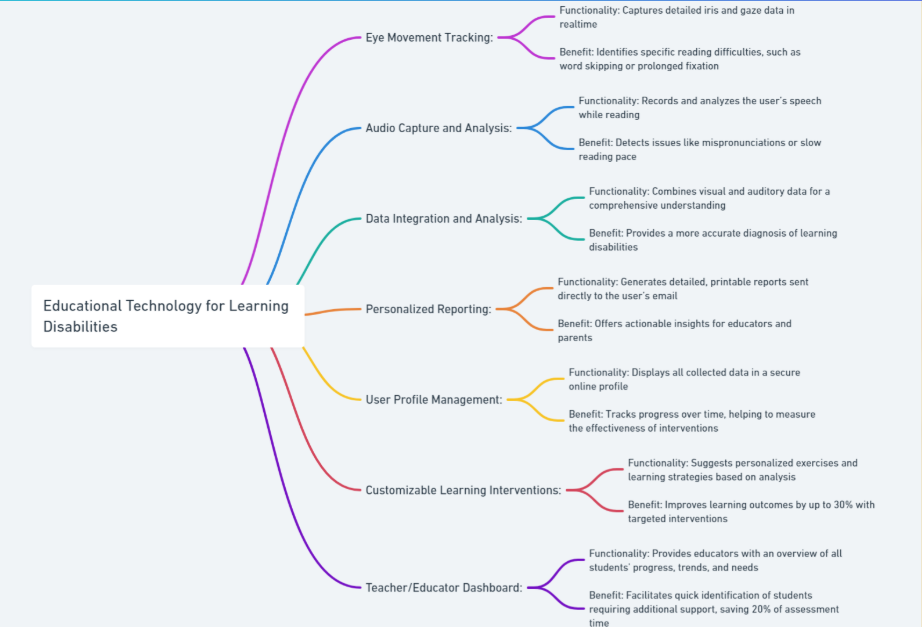 Functionality: Captures detailed iris and gaze data in
realtime
Eye Movement Tracking:
Benefit: Identifies specific reading difficulties, such as
word skipping or prolonged fixation
Functionality: Records and analyzes the user's speech
while reading
Audio Capture and Analysis:
Benefit: Detects issues like mispronunciations or slow
reading pace
Functionality: Combines visual and auditory data for a
comprehensive understanding
Data Integration and Analysis:
Benefit: Provides a more accurate diagnosis of learning
disabilities
Educational Technology for Learning
Disabilities
Functionality: Generates detailed, printable reports sent
directly to the user's email
Personalized Reporting:
Benefit: Offers actionable insights for educators and
parents
Functionality: Displays all collected data in a secure
online profile
User Profile Management:
Benefit: Tracks progress over time, helping to measure
the effectiveness of interventions
Functionality: Suggests personalized exercises and
learning strategies based on analysis
Customizable Learning Interventions:
Benefit: Improves learning outcomes by up to 30% with
targeted interventions
Functionality: Provides educators with an overview of all
students' progress, trends, and needs
Teacher/Educator Dashboard:
Benefit: Facilitates quick identification of students
requiring additional support, saving 20% of assessment
time